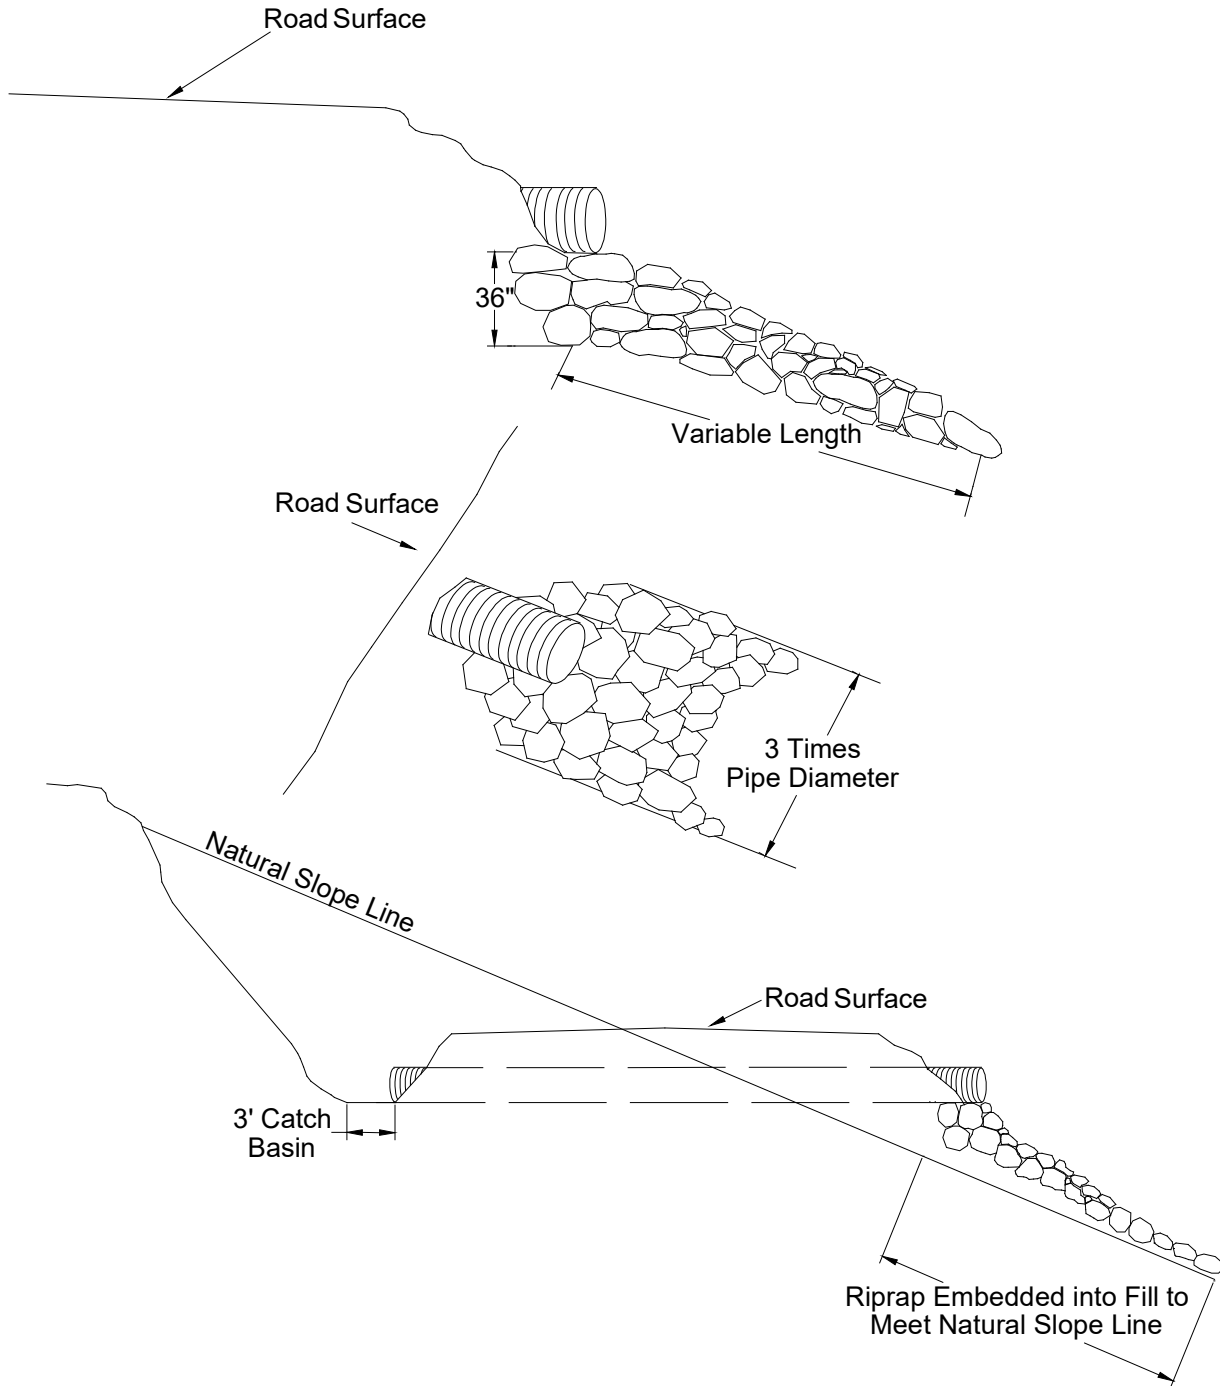 Road Surface
36"
Variable Length
Road Surface
3 Times
Pipe Diameter
Natural Slope Line
Road Surface
3' Catch
Basin
Riprap Embedded into Fill to
Meet Natural Slope Line